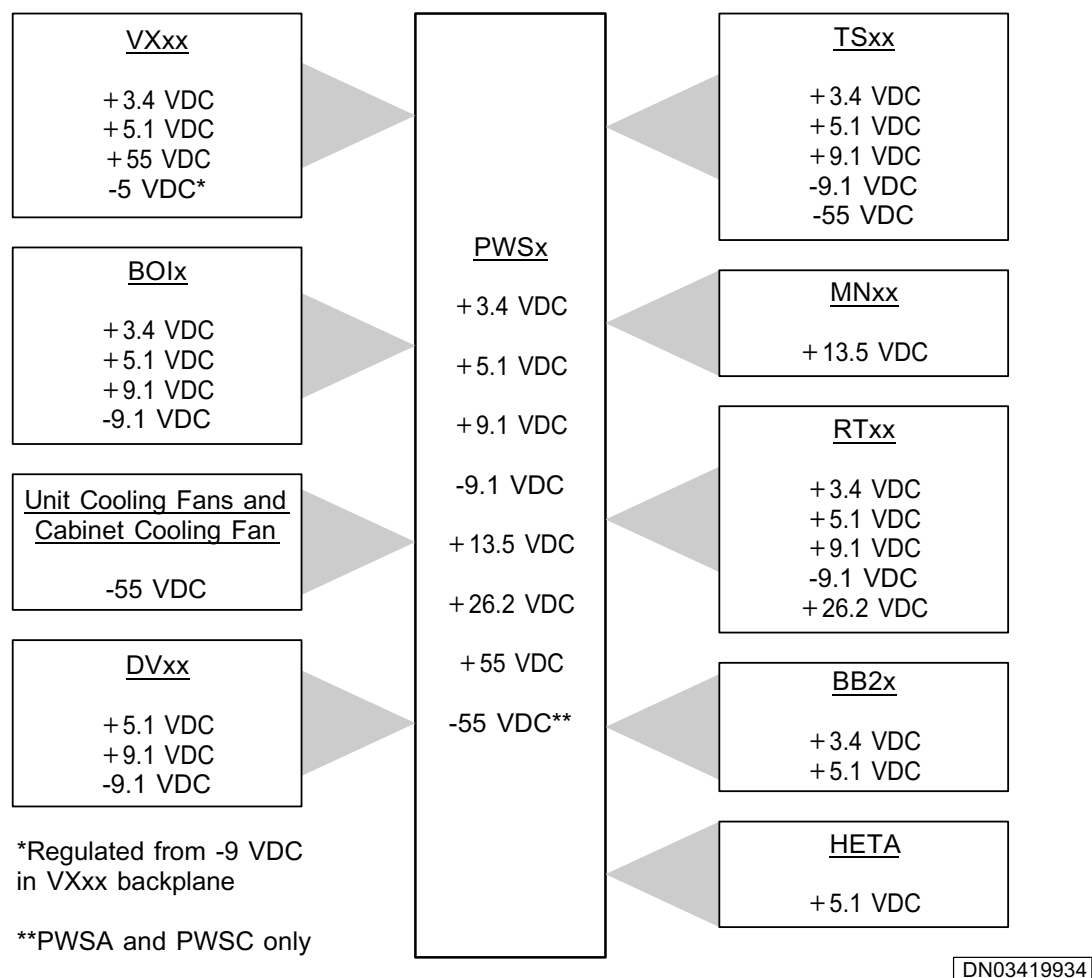 VXxx
+3.4 VDC
+5.1 VDC
+55 VDC
-5 VDC*
BOIx
+3.4 VDC
+5.1 VDC
+9.1 VDC
-9.1 VDC
Unit Cooling Fans and
Cabinet Cooling Fan
-55 VDC
DVxx
+5.1 VDC
+9.1 VDC
-9.1 VDC
*Regulated from -9 VDC
in VXxx backplane
**PWSA and PWSC only
PWSx
+3.4 VDC
+5.1 VDC
+9.1 VDC
-9.1 VDC
+13.5 VDC
+26.2 VDC
+55 VDC
-55 VDC**
TSxx
+3.4 VDC
+5.1 VDC
+9.1 VDC
-9.1 VDC
-55 VDC
MNxx
+13.5 VDC
RTxx
+3.4 VDC
+5.1 VDC
+9.1 VDC
-9.1 VDC
+26.2 VDC
BB2x
+3.4 VDC
+5.1 VDC
HETA
+5.1 VDC
DN03419934